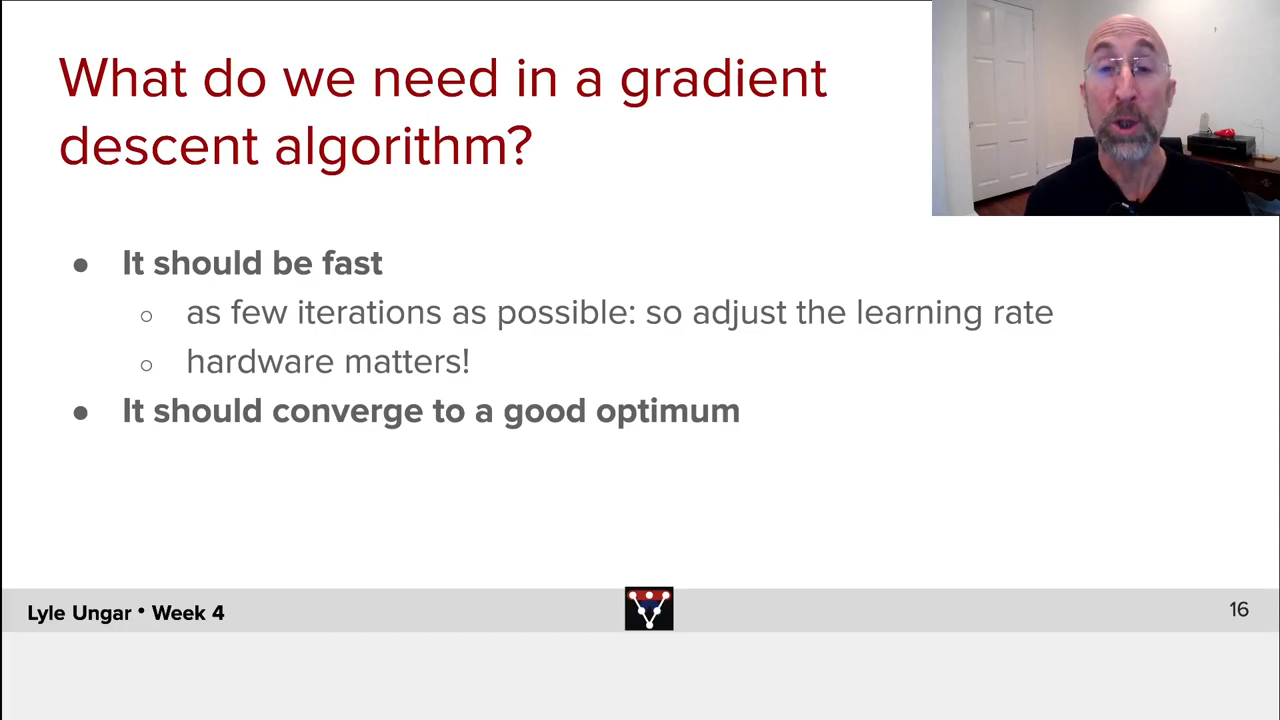 What do we need in a gradient
descent algorithm?
● It should be fast
○ as few iterations as possible: so adjust the learning rate
○ hardware matters!
● It should converge to a good optimum
Lyle Ungar • Week 4
16